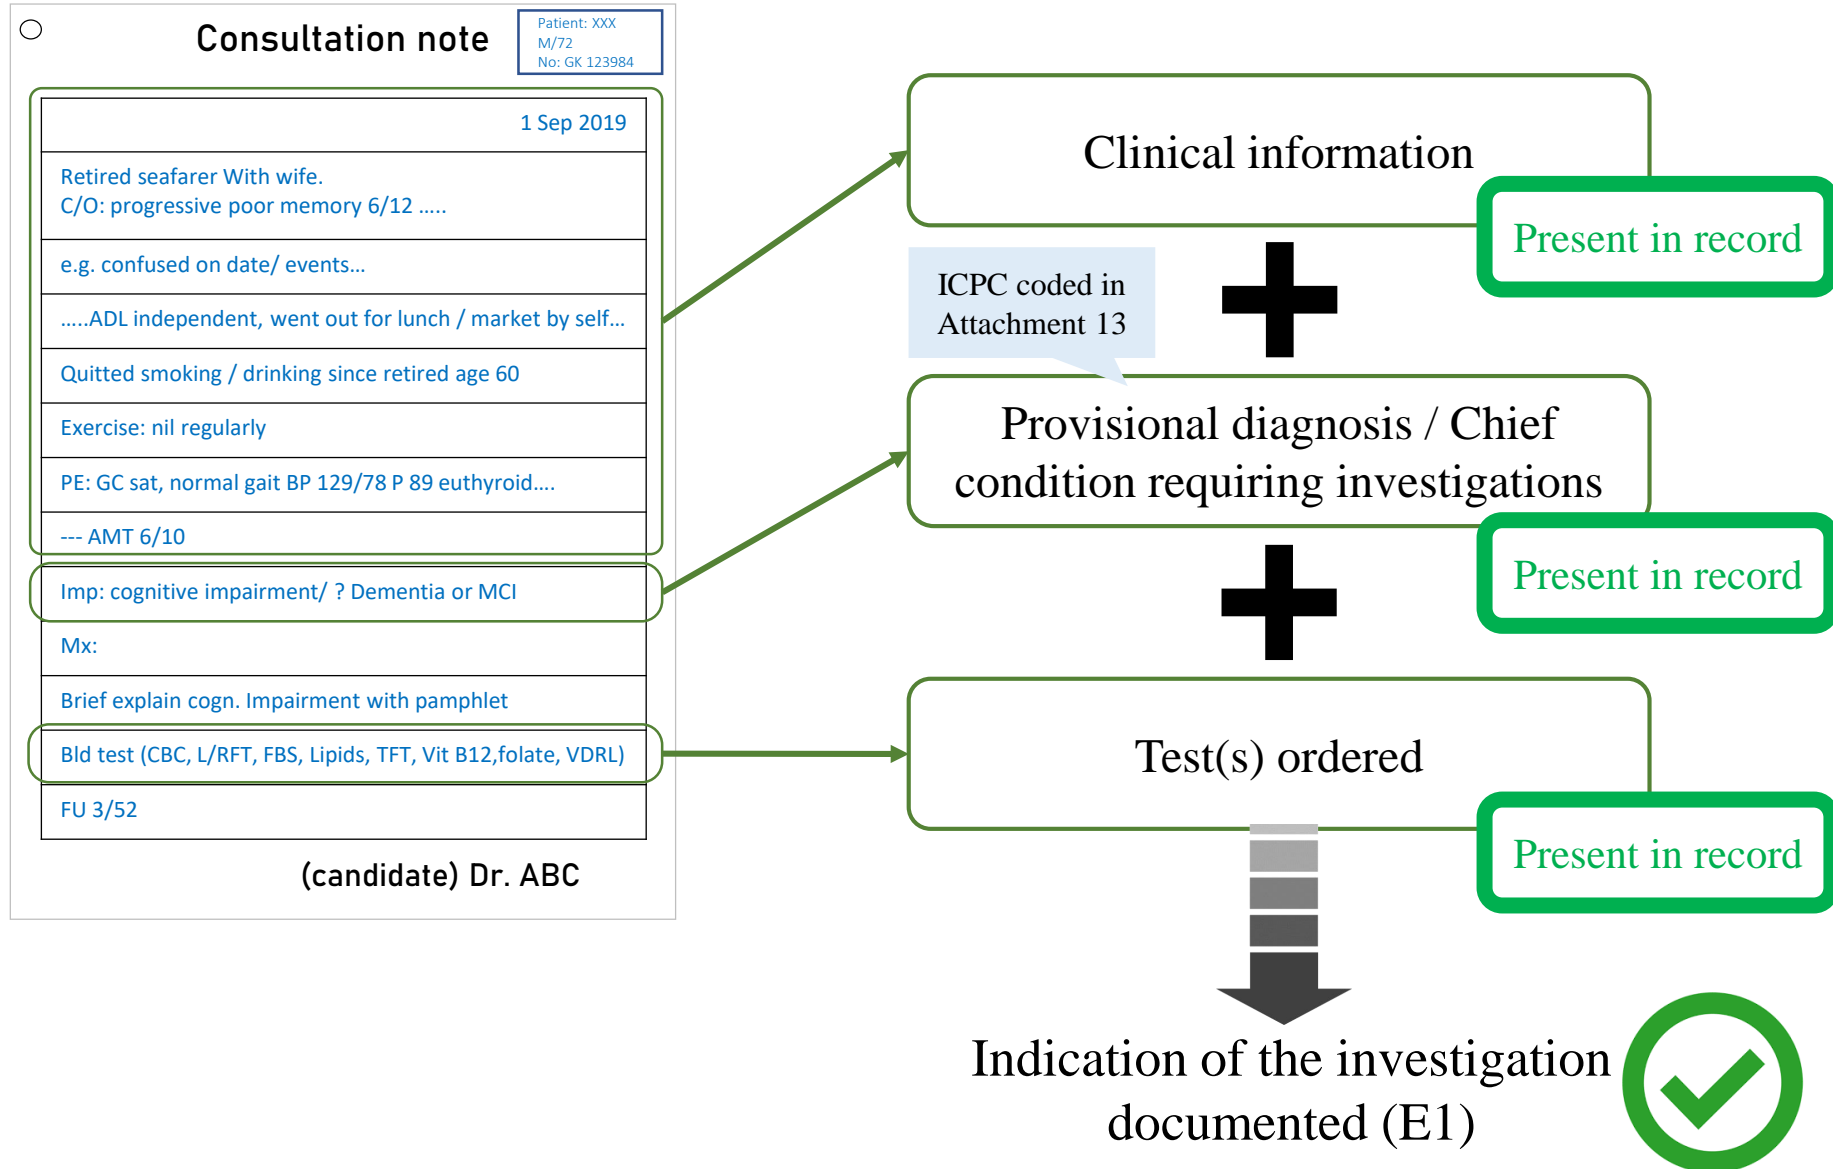 Consultation note
Patient: XXX
M/72
No: GK 123984
1 Sep 2019
Retired seafarer With wife.
C/O: progressive poor memory 6/12 .....
e.g. confused on date/ events...
.....ADL independent, went out for lunch / market by self...
Quitted smoking / drinking since retired age 60
Exercise: nil regularly
PE: GC sat, normal gait BP 129/78 P 89 euthyroid....
--- AMT 6/10
Imp: cognitive impairment/ ? Dementia or MCI
Mx:
Brief explain cogn. Impairment with pamphlet
Bld test (CBC, L/RFT, FBS, Lipids, TFT, Vit B12,folate, VDRL)
FU 3/52
(candidate) Dr. ABC
Clinical information
Present in record
ICPC coded in
Attachment 13
Provisional diagnosis / Chief
condition requiring investigations
Present in record
Test(s) ordered
Present in record
Indication of the investigation
documented (E1)